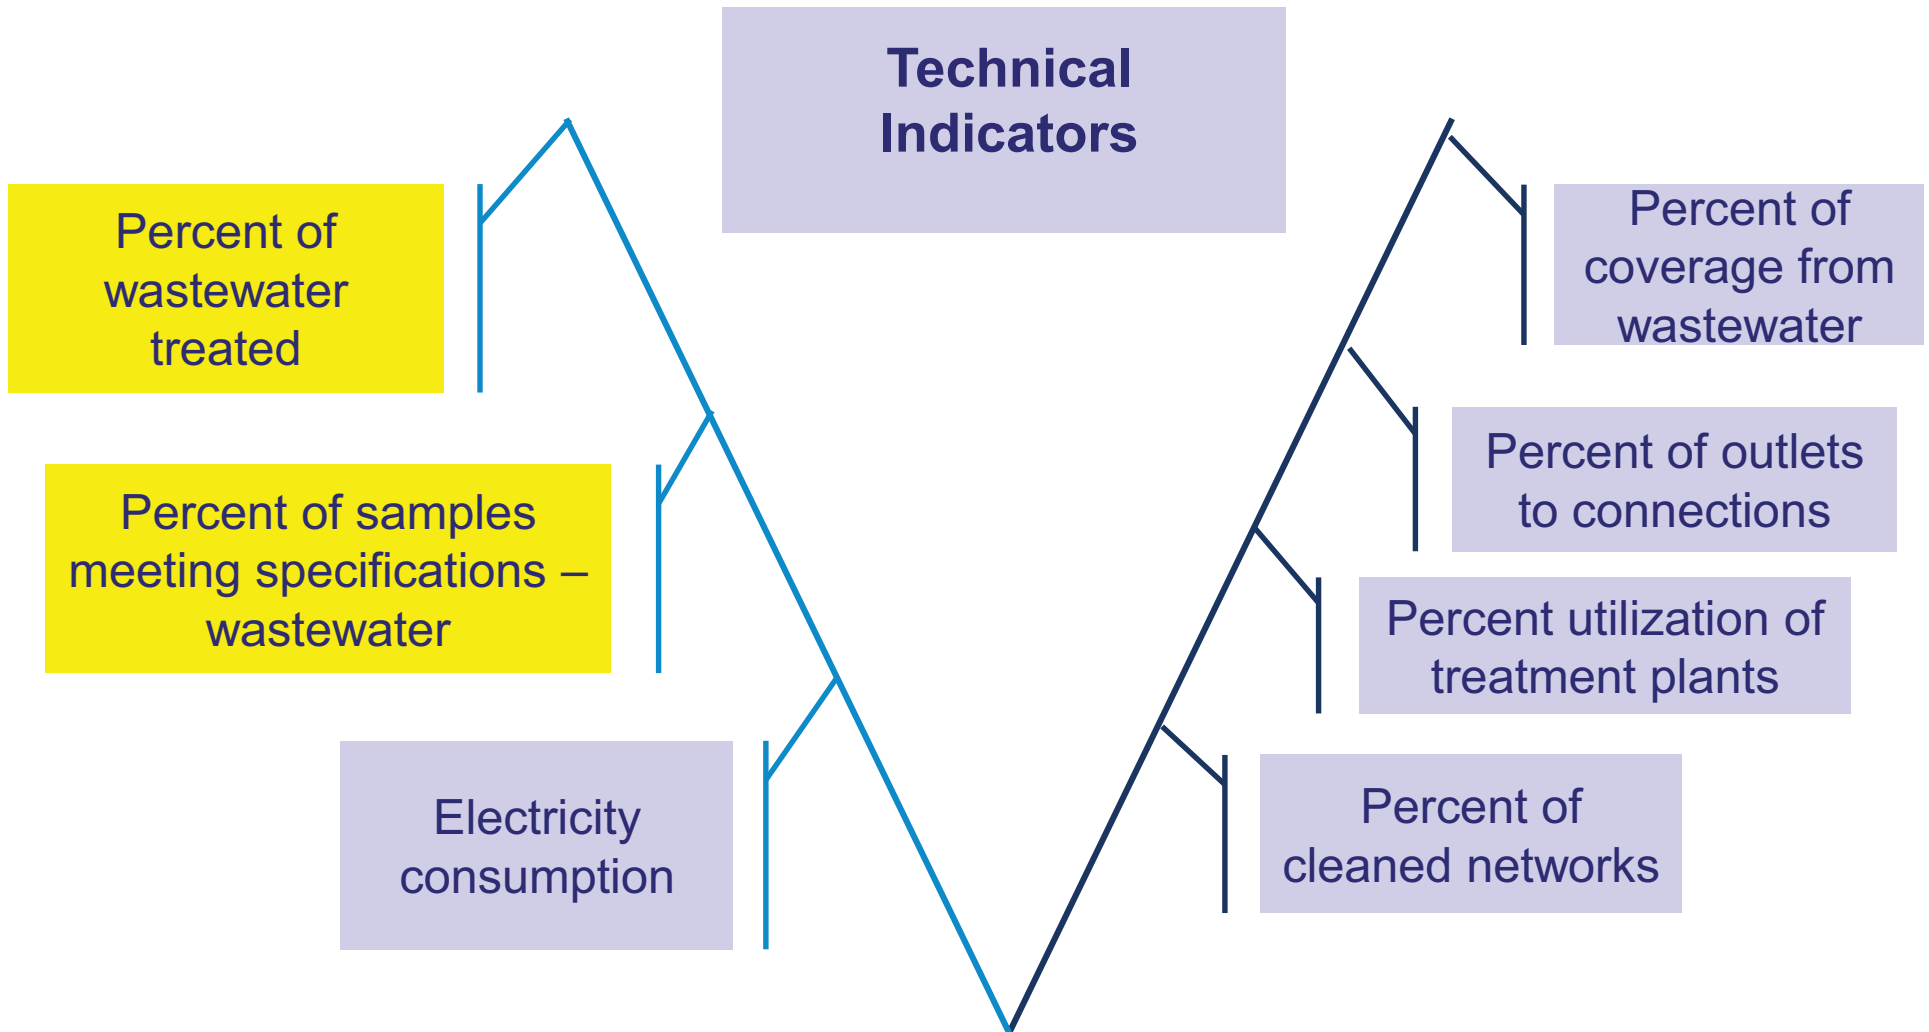 Technical
Indicators
Percent of
wastewater
treated
Percent of samples
meeting specifications –
wastewater
Electricity
consumption
Percent of
coverage from
wastewater
Percent of outlets
to connections
Percent utilization of
treatment plants
Percent of
cleaned networks